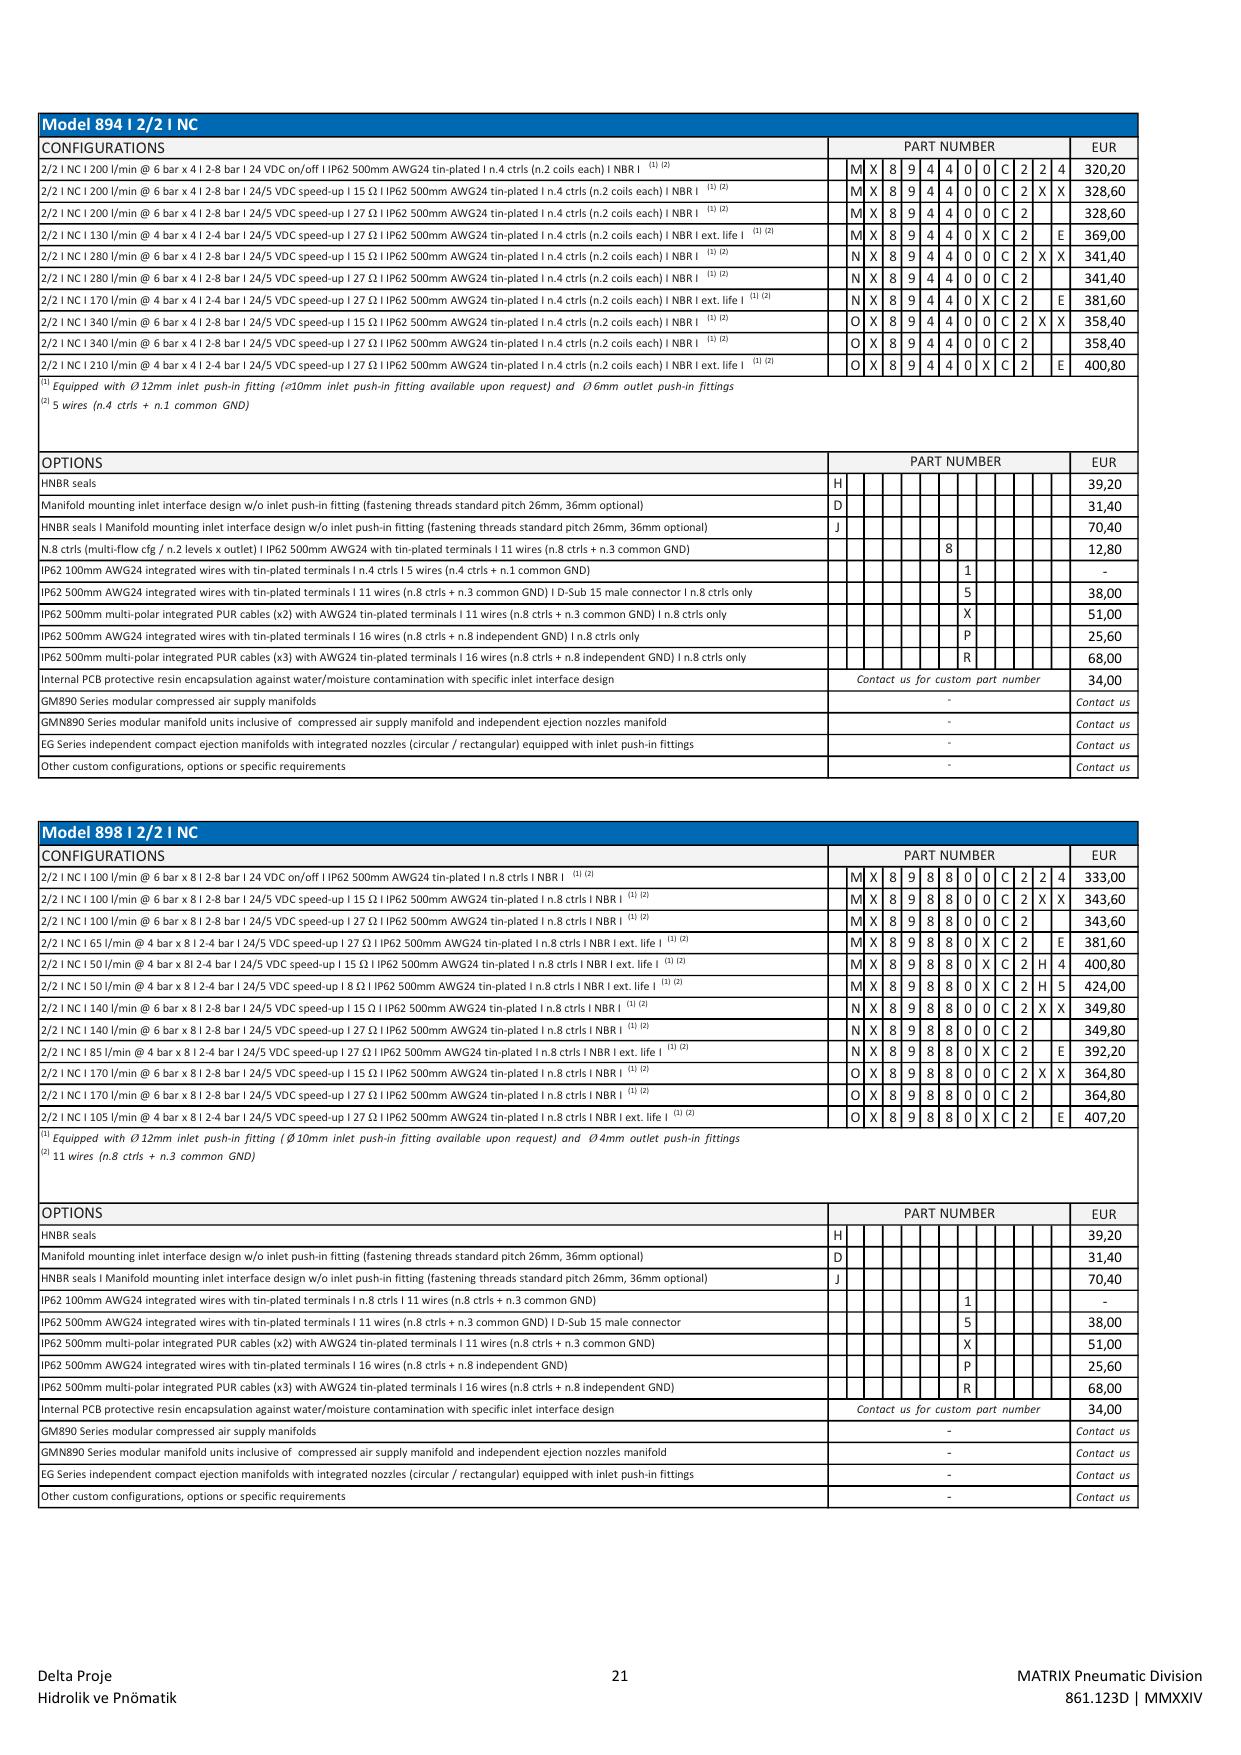 Model 894 I 2/2 I NC
CONFIGURATIONS PART NUMBER EUR
2/2 I NC I 200 l/min @ 6 bar x 4 I 2-8 bar I 24 VDC on/off I IP62 500mm AWG24 tin-plated I n.4 ctrls (n.2 coils each) I NBR I (1) (2) M X 8 9 4 4 0 0 C 2 2 4 320,20
2/2 I NC I 200 l/min @ 6 bar x 4 I 2-8 bar I 24/5 VDC speed-up I 15 Ω I IP62 500mm AWG24 tin-plated I n.4 ctrls (n.2 coils each) I NBR I (1) (2) M X 8 9 4 4 0 0 C 2 X X 328,60
2/2 I NC I 200 l/min @ 6 bar x 4 I 2-8 bar I 24/5 VDC speed-up I 27 Ω I IP62 500mm AWG24 tin-plated I n.4 ctrls (n.2 coils each) I NBR I (1) (2) M X 8 9 4 4 0 0 C 2 328,60
2/2 I NC I 130 l/min @ 4 bar x 4 I 2-4 bar I 24/5 VDC speed-up I 27 Ω I IP62 500mm AWG24 tin-plated I n.4 ctrls (n.2 coils each) I NBR I ext. life I (1) (2) M X 8 9 4 4 0 X C 2 E 369,00
2/2 I NC I 280 l/min @ 6 bar x 4 I 2-8 bar I 24/5 VDC speed-up I 15 Ω I IP62 500mm AWG24 tin-plated I n.4 ctrls (n.2 coils each) I NBR I (1) (2) N X 8 9 4 4 0 0 C 2 X X 341,40
2/2 I NC I 280 l/min @ 6 bar x 4 I 2-8 bar I 24/5 VDC speed-up I 27 Ω I IP62 500mm AWG24 tin-plated I n.4 ctrls (n.2 coils each) I NBR I (1) (2) N X 8 9 4 4 0 0 C 2 341,40
2/2 I NC I 170 l/min @ 4 bar x 4 I 2-4 bar I 24/5 VDC speed-up I 27 Ω I IP62 500mm AWG24 tin-plated I n.4 ctrls (n.2 coils each) I NBR I ext. life I (1) (2) N X 8 9 4 4 0 X C 2 E 381,60
2/2 I NC I 340 l/min @ 6 bar x 4 I 2-8 bar I 24/5 VDC speed-up I 15 Ω I IP62 500mm AWG24 tin-plated I n.4 ctrls (n.2 coils each) I NBR I (1) (2) O X 8 9 4 4 0 0 C 2 X X 358,40
2/2 I NC I 340 l/min @ 6 bar x 4 I 2-8 bar I 24/5 VDC speed-up I 27 Ω I IP62 500mm AWG24 tin-plated I n.4 ctrls (n.2 coils each) I NBR I (1) (2) O X 8 9 4 4 0 0 C 2 358,40
2/2 I NC I 210 l/min @ 4 bar x 4 I 2-4 bar I 24/5 VDC speed-up I 27 Ω I IP62 500mm AWG24 tin-plated I n.4 ctrls (n.2 coils each) I NBR I ext. life I (1) (2) O X 8 9 4 4 0 X C 2 E 400,80
(1) Equipped with Ø 12mm inlet push-in fitting (⌀10mm inlet push-in fitting available upon request) and Ø 6mm outlet push-in fittings
(2) 5 wires (n.4 ctrls + n.1 common GND)
OPTIONS PART NUMBER EUR
HNBR seals H 39,20
Manifold mounting inlet interface design w/o inlet push-in fitting (fastening threads standard pitch 26mm, 36mm optional) D 31,40
HNBR seals I Manifold mounting inlet interface design w/o inlet push-in fitting (fastening threads standard pitch 26mm, 36mm optional) J 70,40
N.8 ctrls (multi-flow cfg / n.2 levels x outlet) I IP62 500mm AWG24 with tin-plated terminals I 11 wires (n.8 ctrls + n.3 common GND) 8 12,80
IP62 100mm AWG24 integrated wires with tin-plated terminals I n.4 ctrls I 5 wires (n.4 ctrls + n.1 common GND) 1 -
IP62 500mm AWG24 integrated wires with tin-plated terminals I 11 wires (n.8 ctrls + n.3 common GND) I D-Sub 15 male connector I n.8 ctrls only 5 38,00
IP62 500mm multi-polar integrated PUR cables (x2) with AWG24 tin-plated terminals I 11 wires (n.8 ctrls + n.3 common GND) I n.8 ctrls only X 51,00
IP62 500mm AWG24 integrated wires with tin-plated terminals I 16 wires (n.8 ctrls + n.8 independent GND) I n.8 ctrls only P 25,60
IP62 500mm multi-polar integrated PUR cables (x3) with AWG24 tin-plated terminals I 16 wires (n.8 ctrls + n.8 independent GND) I n.8 ctrls only R 68,00
Internal PCB protective resin encapsulation against water/moisture contamination with specific inlet interface design Contact us for custom part number 34,00
GM890 Series modular compressed air supply manifolds - Contact us
GMN890 Series modular manifold units inclusive of compressed air supply manifold and independent ejection nozzles manifold - Contact us
EG Series independent compact ejection manifolds with integrated nozzles (circular / rectangular) equipped with inlet push-in fittings - Contact us
Other custom configurations, options or specific requirements - Contact us
Model 898 I 2/2 I NC
CONFIGURATIONS PART NUMBER EUR
2/2 I NC I 100 l/min @ 6 bar x 8 I 2-8 bar I 24 VDC on/off I IP62 500mm AWG24 tin-plated I n.8 ctrls I NBR I (1) (2) M X 8 9 8 8 0 0 C 2 2 4 333,00
2/2 I NC I 100 l/min @ 6 bar x 8 I 2-8 bar I 24/5 VDC speed-up I 15 Ω I IP62 500mm AWG24 tin-plated I n.8 ctrls I NBR I (1) (2) M X 8 9 8 8 0 0 C 2 X X 343,60
2/2 I NC I 100 l/min @ 6 bar x 8 I 2-8 bar I 24/5 VDC speed-up I 27 Ω I IP62 500mm AWG24 tin-plated I n.8 ctrls I NBR I (1) (2) M X 8 9 8 8 0 0 C 2 343,60
2/2 I NC I 65 l/min @ 4 bar x 8 I 2-4 bar I 24/5 VDC speed-up I 27 Ω I IP62 500mm AWG24 tin-plated I n.8 ctrls I NBR I ext. life I (1) (2) M X 8 9 8 8 0 X C 2 E 381,60
2/2 I NC I 50 l/min @ 4 bar x 8I 2-4 bar I 24/5 VDC speed-up I 15 Ω I IP62 500mm AWG24 tin-plated I n.8 ctrls I NBR I ext. life I (1) (2) M X 8 9 8 8 0 X C 2 H 4 400,80
2/2 I NC I 50 l/min @ 4 bar x 8 I 2-4 bar I 24/5 VDC speed-up I 8 Ω I IP62 500mm AWG24 tin-plated I n.8 ctrls I NBR I ext. life I (1) (2) M X 8 9 8 8 0 X C 2 H 5 424,00
2/2 I NC I 140 l/min @ 6 bar x 8 I 2-8 bar I 24/5 VDC speed-up I 15 Ω I IP62 500mm AWG24 tin-plated I n.8 ctrls I NBR I (1) (2) N X 8 9 8 8 0 0 C 2 X X 349,80
2/2 I NC I 140 l/min @ 6 bar x 8 I 2-8 bar I 24/5 VDC speed-up I 27 Ω I IP62 500mm AWG24 tin-plated I n.8 ctrls I NBR I (1) (2) N X 8 9 8 8 0 0 C 2 349,80
2/2 I NC I 85 l/min @ 4 bar x 8 I 2-4 bar I 24/5 VDC speed-up I 27 Ω I IP62 500mm AWG24 tin-plated I n.8 ctrls I NBR I ext. life I (1) (2) N X 8 9 8 8 0 X C 2 E 392,20
2/2 I NC I 170 l/min @ 6 bar x 8 I 2-8 bar I 24/5 VDC speed-up I 15 Ω I IP62 500mm AWG24 tin-plated I n.8 ctrls I NBR I (1) (2) O X 8 9 8 8 0 0 C 2 X X 364,80
2/2 I NC I 170 l/min @ 6 bar x 8 I 2-8 bar I 24/5 VDC speed-up I 27 Ω I IP62 500mm AWG24 tin-plated I n.8 ctrls I NBR I (1) (2) O X 8 9 8 8 0 0 C 2 364,80
2/2 I NC I 105 l/min @ 4 bar x 8 I 2-4 bar I 24/5 VDC speed-up I 27 Ω I IP62 500mm AWG24 tin-plated I n.8 ctrls I NBR I ext. life I (1) (2) O X 8 9 8 8 0 X C 2 E 407,20
(1) Equipped with Ø 12mm inlet push-in fitting ( Ø 10mm inlet push-in fitting available upon request) and Ø 4mm outlet push-in fittings
(2) 11 wires (n.8 ctrls + n.3 common GND)
OPTIONS PART NUMBER EUR
HNBR seals H 39,20
Manifold mounting inlet interface design w/o inlet push-in fitting (fastening threads standard pitch 26mm, 36mm optional) D 31,40
HNBR seals I Manifold mounting inlet interface design w/o inlet push-in fitting (fastening threads standard pitch 26mm, 36mm optional) J 70,40
IP62 100mm AWG24 integrated wires with tin-plated terminals I n.8 ctrls I 11 wires (n.8 ctrls + n.3 common GND) 1 -
IP62 500mm AWG24 integrated wires with tin-plated terminals I 11 wires (n.8 ctrls + n.3 common GND) I D-Sub 15 male connector 5 38,00
IP62 500mm multi-polar integrated PUR cables (x2) with AWG24 tin-plated terminals I 11 wires (n.8 ctrls + n.3 common GND) X 51,00
IP62 500mm AWG24 integrated wires with tin-plated terminals I 16 wires (n.8 ctrls + n.8 independent GND) P 25,60
IP62 500mm multi-polar integrated PUR cables (x3) with AWG24 tin-plated terminals I 16 wires (n.8 ctrls + n.8 independent GND) R 68,00
Internal PCB protective resin encapsulation against water/moisture contamination with specific inlet interface design Contact us for custom part number 34,00
GM890 Series modular compressed air supply manifolds - Contact us
GMN890 Series modular manifold units inclusive of compressed air supply manifold and independent ejection nozzles manifold - Contact us
EG Series independent compact ejection manifolds with integrated nozzles (circular / rectangular) equipped with inlet push-in fittings - Contact us
Other custom configurations, options or specific requirements - Contact us
Delta Proje 21 MATRIX Pneumatic Division
Hidrolik ve Pnömatik 861.123D | MMXXIV